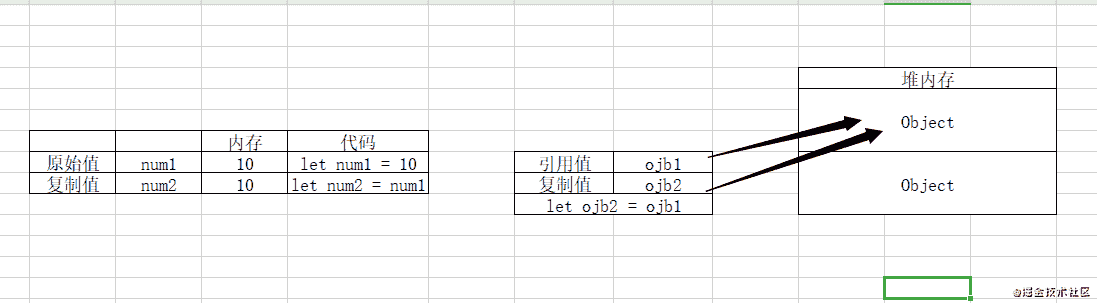 内存 代码
原始值 num1 10 let num1 = 10
复制值 num2 10 let num2 = num1
引用值 ojb1
复制值 ojb2
let ojb2 = ojb1
堆内存
Object
Object
@掘金技术社区